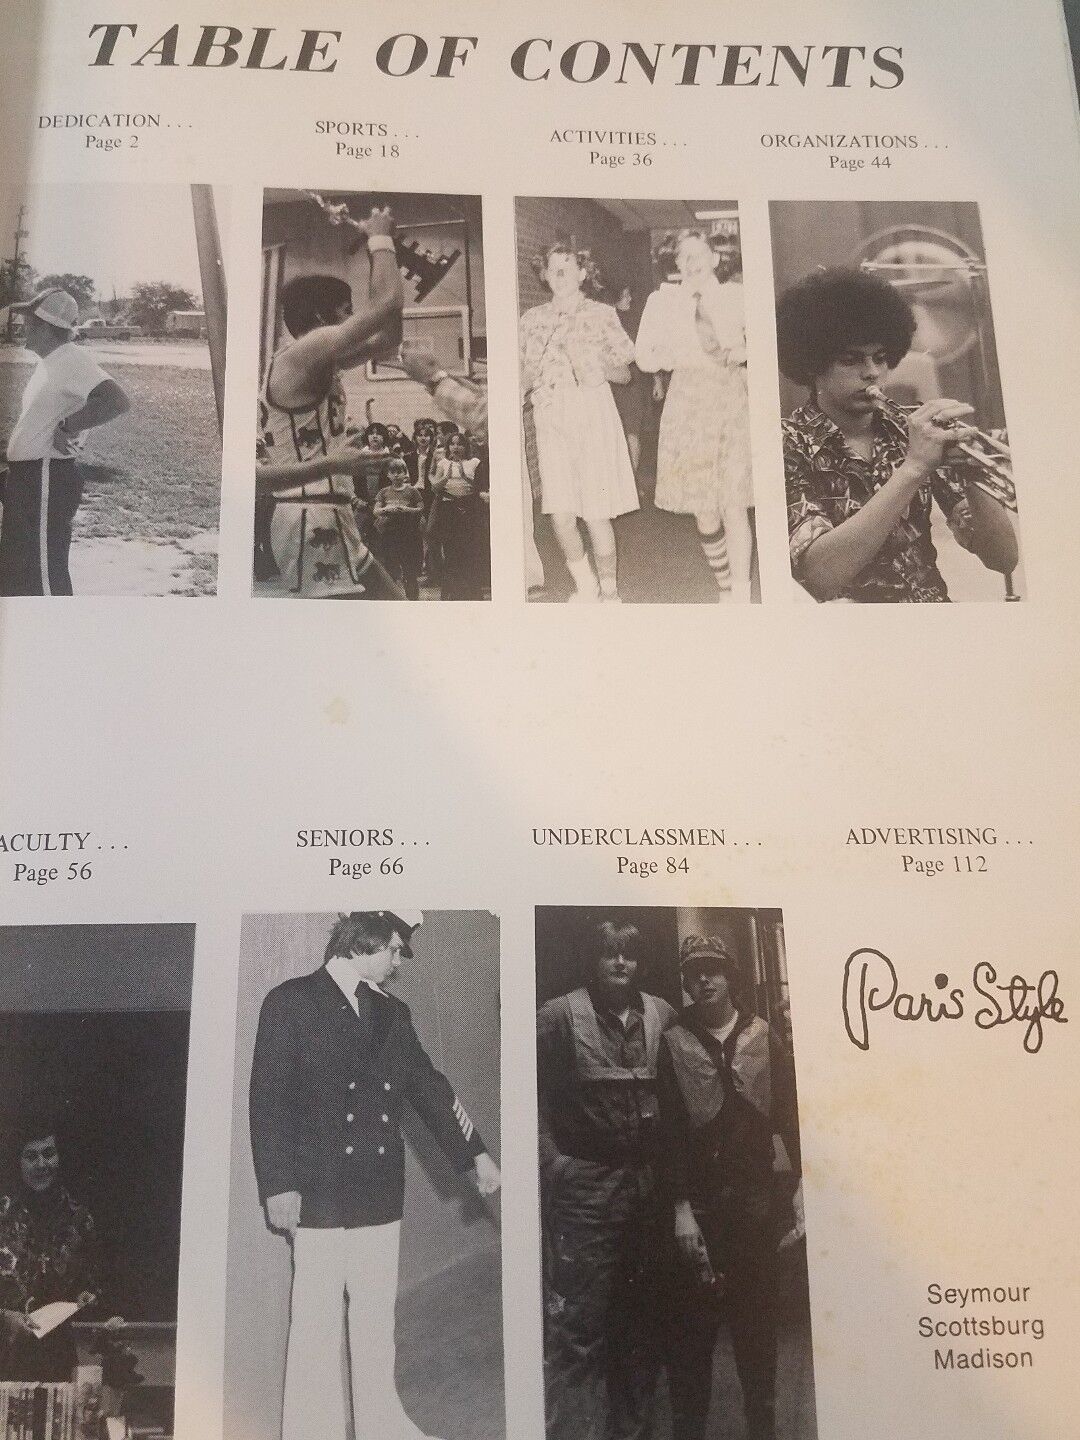 TABLE OF CONTENTS
DEDICATION . . .
Page 2
SPORTS . . .
Page 18
ACTIVITIES . . .
Page 36
ORGANIZATIONS . . .
Page 44
ACULTY . . .
Page 56
SENIORS . . .
Page 66
UNDERCLASSMEN . . .
Page 84
ADVERTISING . . .
Page 112
Paris Style
Seymour
Scottsburg
Madison